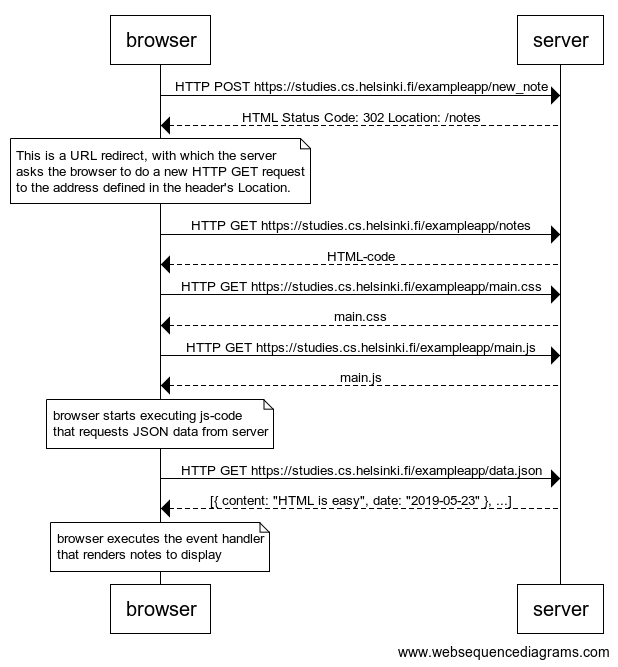 browser
server
HTTP POST https://studies.cs.helsinki.fi/exampleapp/new_note
HTML Status Code: 302 Location: /notes
This is a URL redirect, with which the server
asks the browser to do a new HTTP GET request
to the address defined in the header's Location.
HTTP GET https://studies.cs.helsinki.fi/exampleapp/notes
HTML-code
HTTP GET https://studies.cs.helsinki.fi/exampleapp/main.css
main.css
HTTP GET https://studies.cs.helsinki.fi/exampleapp/main.js
main.js
browser starts executing js-code
that requests JSON data from server
HTTP GET https://studies.cs.helsinki.fi/exampleapp/data.json
[{ content: "HTML is easy", date: "2019-05-23" }, ...]
browser executes the event handler
that renders notes to display
browser
server
www.websequencediagrams.com